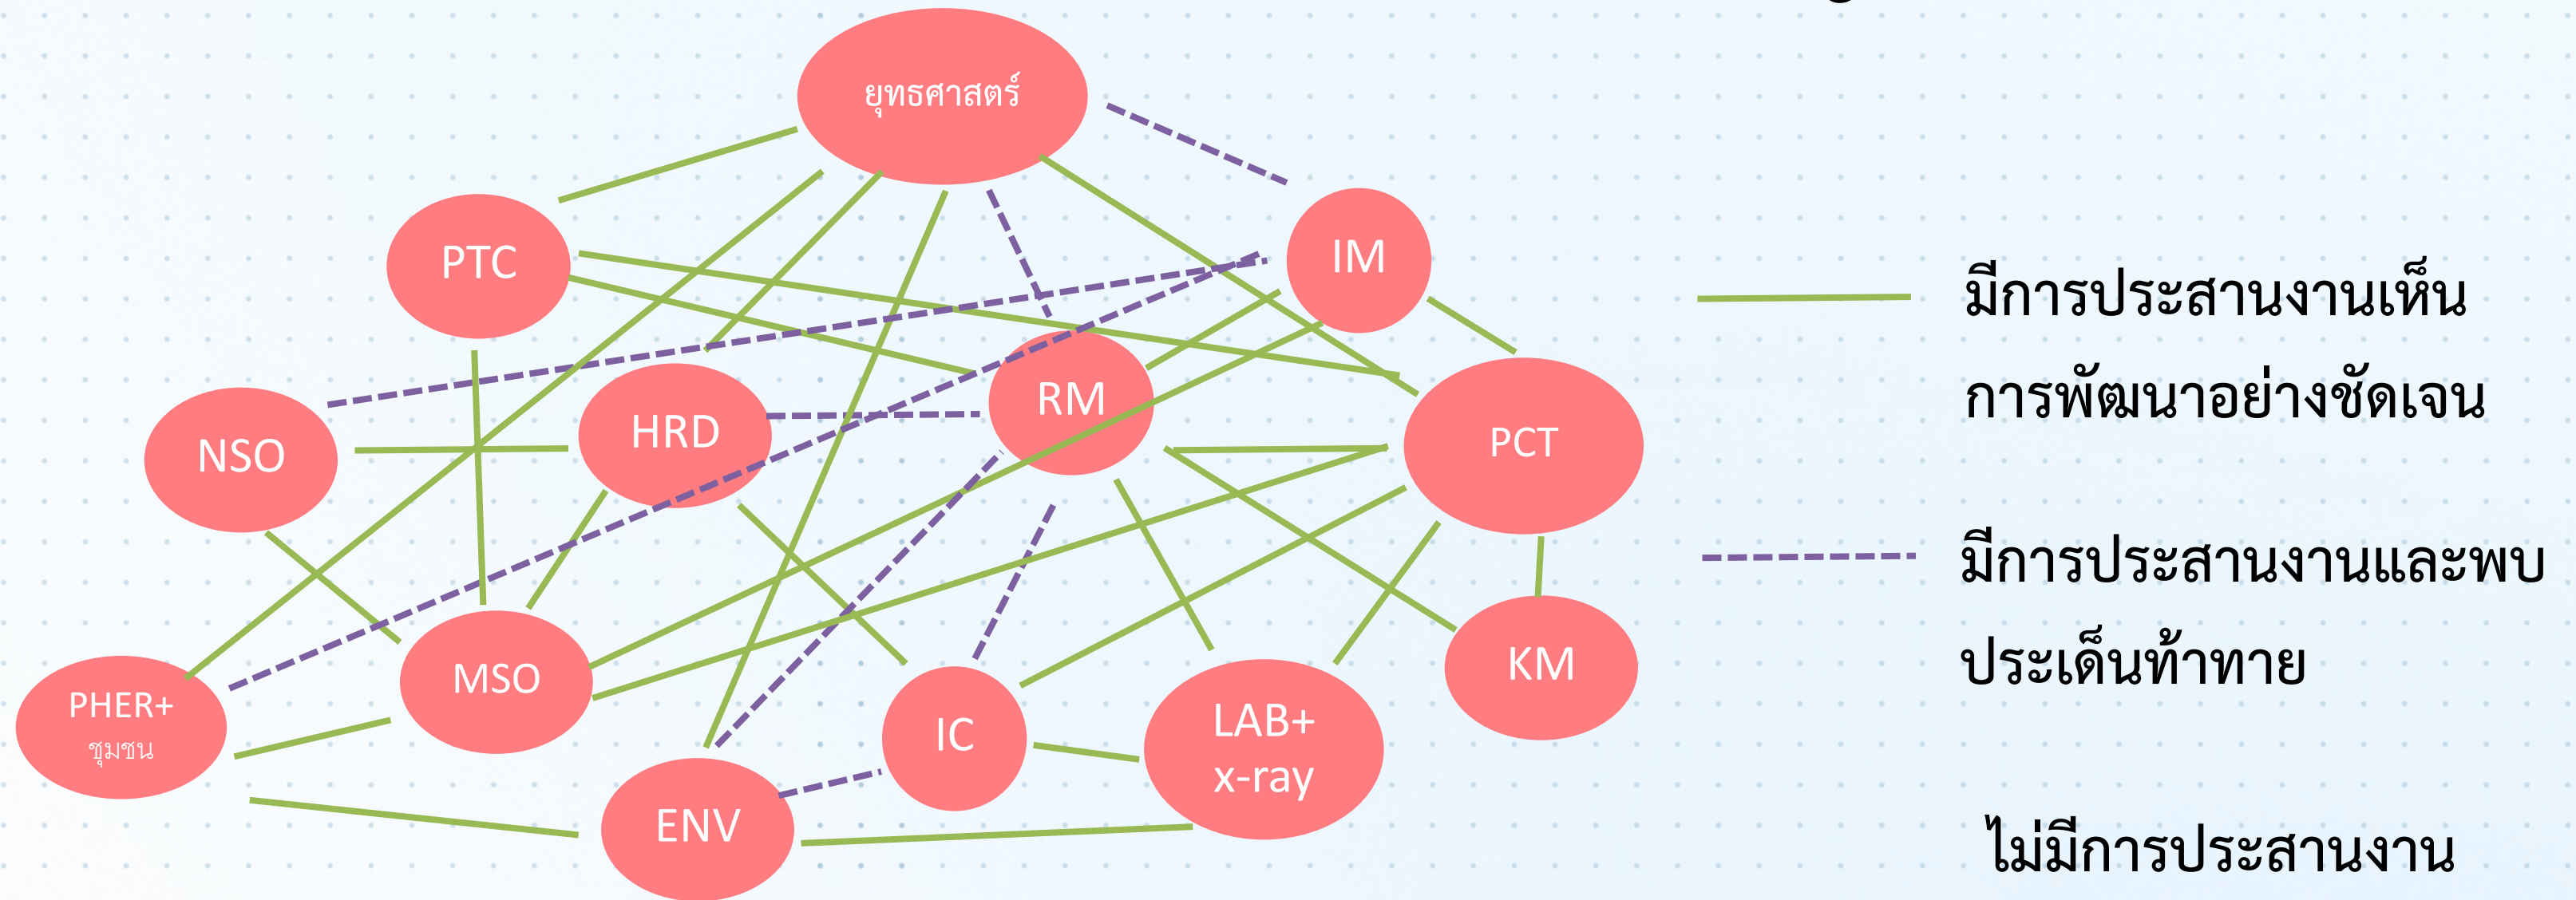 ยุทธศาสตร์
PTC
IM
NSO
HRD
RM
PCT
PHER+
ชุมชน
MSO
ENV
IC
LAB+
x-ray
KM
มีการประสานงานเห็น
การพัฒนาอย่างชัดเจน
มีการประสานงานและพบ
ประเด็นท้าทาย
ไม่มีการประสานงาน